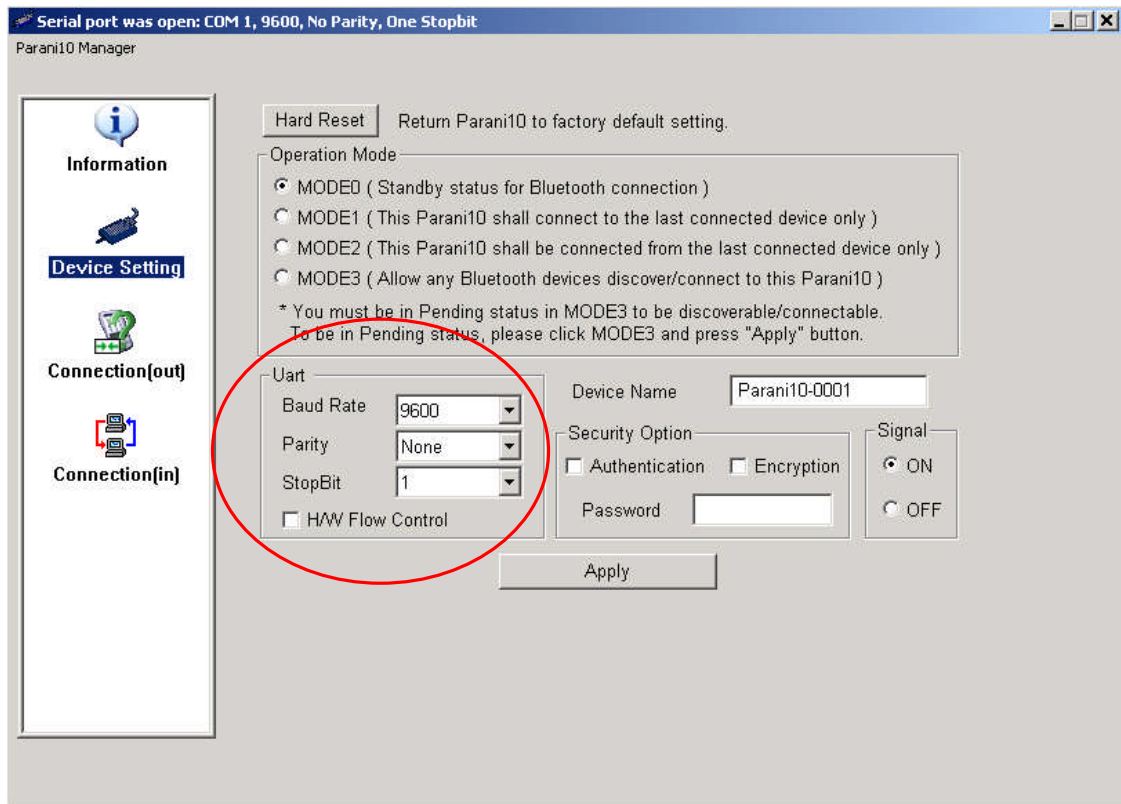 Serial port was open: COM 1, 9600, No Parity, One Stopbit
Parani10 Manager
Information
Device Setting
Connection(out)
Connection(in)
Hard Reset Return Parani10 to factory default setting.
Operation Mode
MODE0 ( Standby status for Bluetooth connection )
MODE1 ( This Parani10 shall connect to the last connected device only )
MODE2 ( This Parani10 shall be connected from the last connected device only )
MODE3 ( Allow any Bluetooth devices discover/connect to this Parani10 )
* You must be in Pending status in MODE3 to be discoverable/connectable.
To be in Pending status, please click MODE3 and press "Apply" button.
Uart
Baud Rate 9600
Parity None
StopBit 1
H/W Flow Control
Device Name Parani10-0001
Security Option
Authentication Encryption
Password
Signal
ON
OFF
Apply